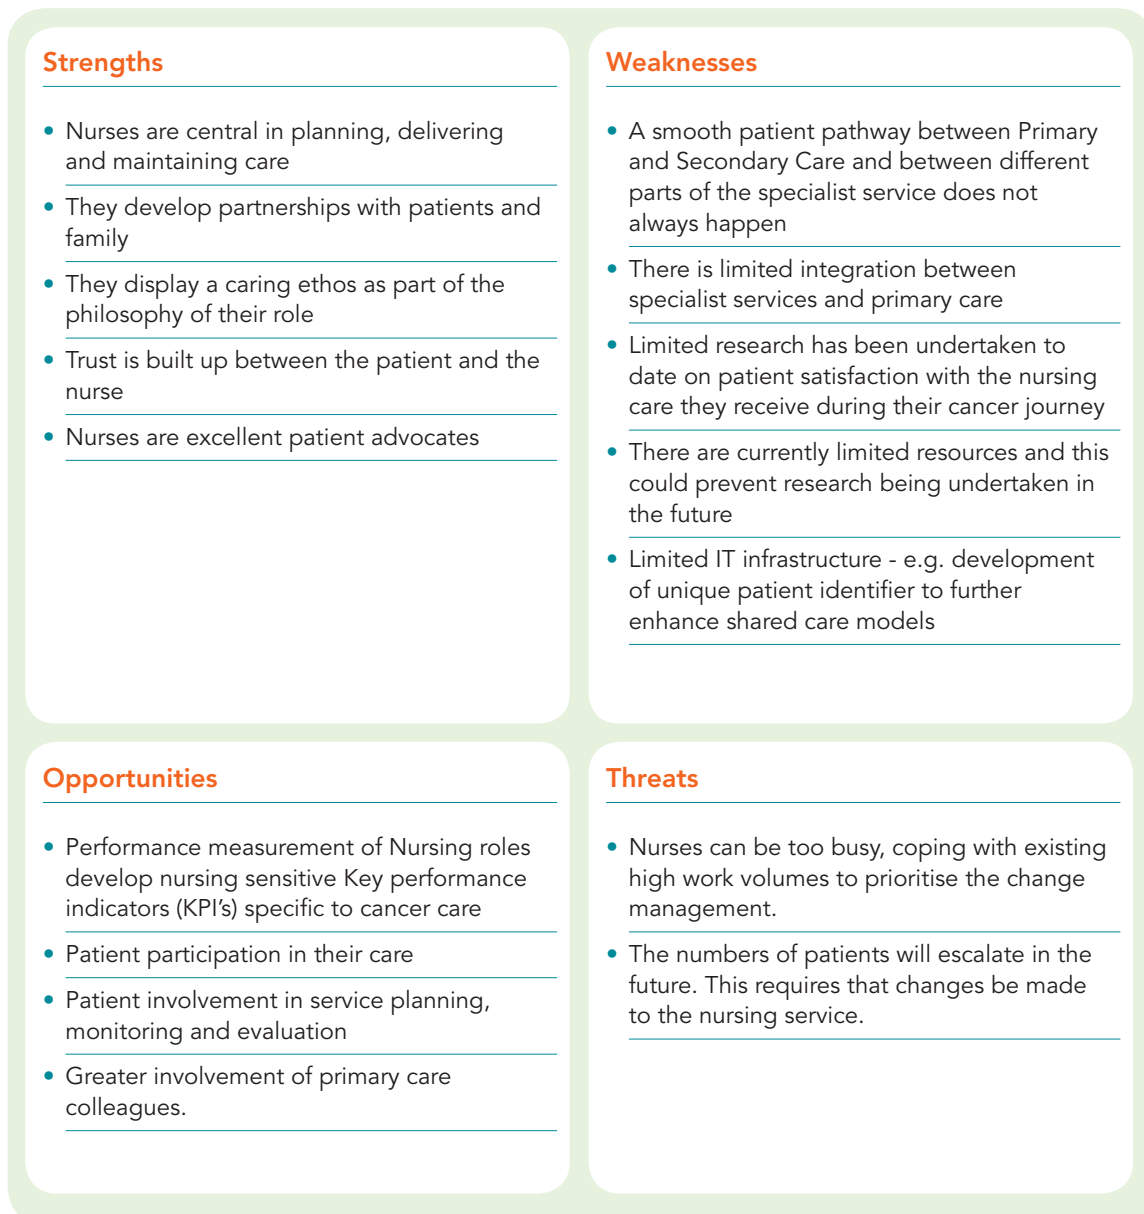 Strengths
• Nurses are central in planning, delivering
and maintaining care
• They develop partnerships with patients and
family
• They display a caring ethos as part of the
philosophy of their role
• Trust is built up between the patient and the
nurse
• Nurses are excellent patient advocates
Weaknesses
• A smooth patient pathway between Primary
and Secondary Care and between different
parts of the specialist service does not
always happen
• There is limited integration between
specialist services and primary care
• Limited research has been undertaken to
date on patient satisfaction with the nursing
care they receive during their cancer journey
• There are currently limited resources and this
could prevent research being undertaken in
the future
• Limited IT infrastructure - e.g. development
of unique patient identifier to further
enhance shared care models
Opportunities
• Performance measurement of Nursing roles
develop nursing sensitive Key performance
indicators (KPI's) specific to cancer care
• Patient participation in their care
• Patient involvement in service planning,
monitoring and evaluation
• Greater involvement of primary care
colleagues.
Threats
• Nurses can be too busy, coping with existing
high work volumes to prioritise the change
management.
• The numbers of patients will escalate in the
future. This requires that changes be made
to the nursing service.